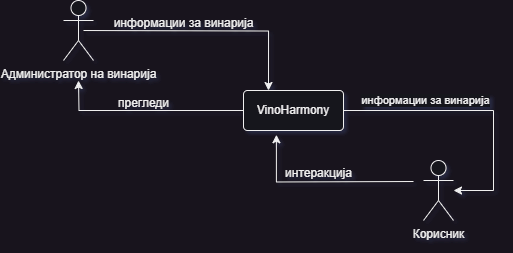 информации за винарија
Администратор на винарија
прегледи
VinoHarmony
информации за винарија
интеракција
Корисник